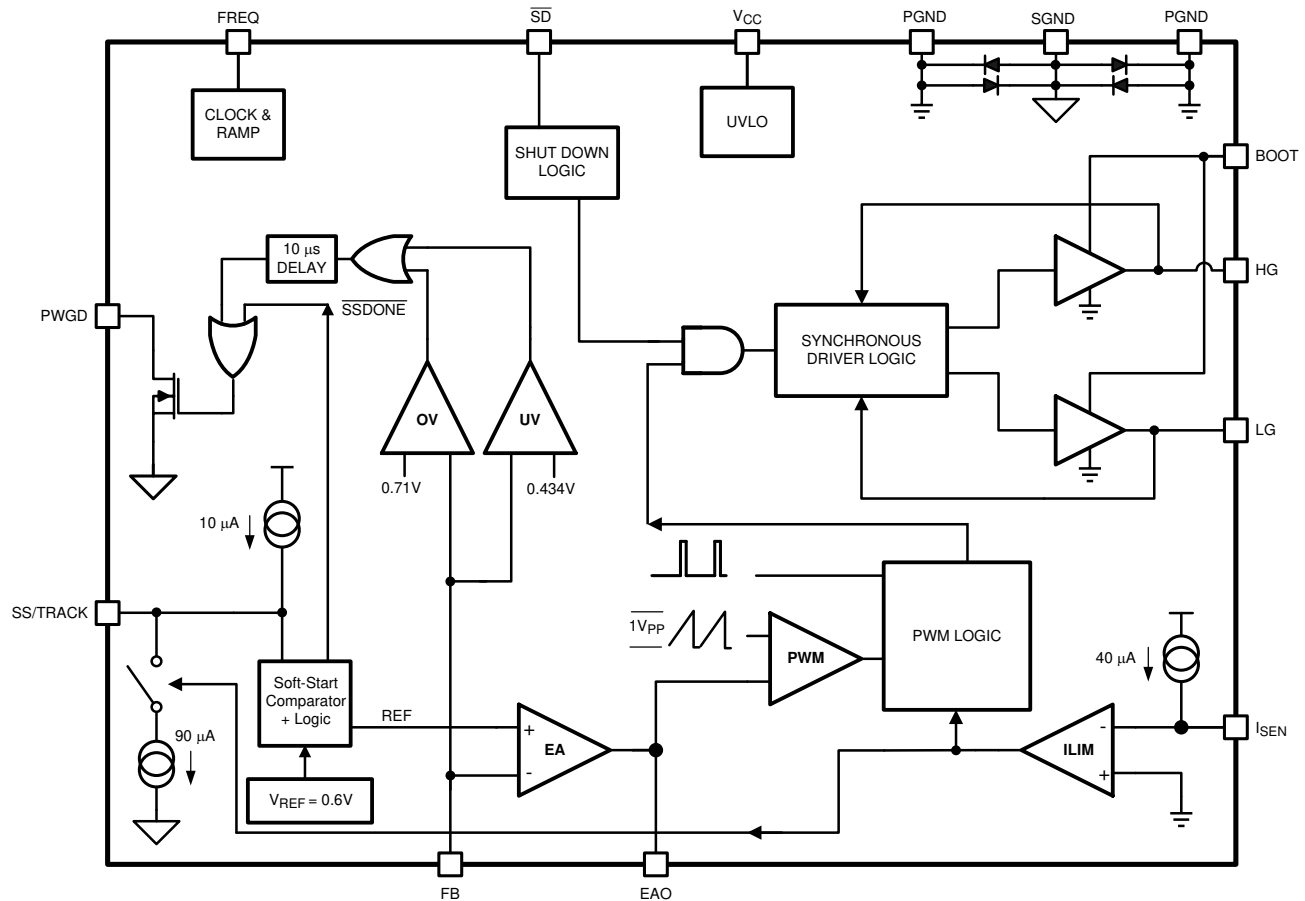 FREQ
SD
VCC
PGND
SGND
PGND
CLOCK &
RAMP
UVLO
SHUT DOWN
LOGIC
BOOT
10 µs
DELAY
HG
SSDONE
PWGD
SYNCHRONOUS
DRIVER LOGIC
OV
UV
LG
0.71V
0.434V
10 µA
SS/TRACK
1VPP
PWM
PWM LOGIC
40 µA
Soft-Start
Comparator
+ Logic
REF
+
EA
-
-
ILIM
+
ISEN
90 µA
VREF = 0.6V
FB
EAO